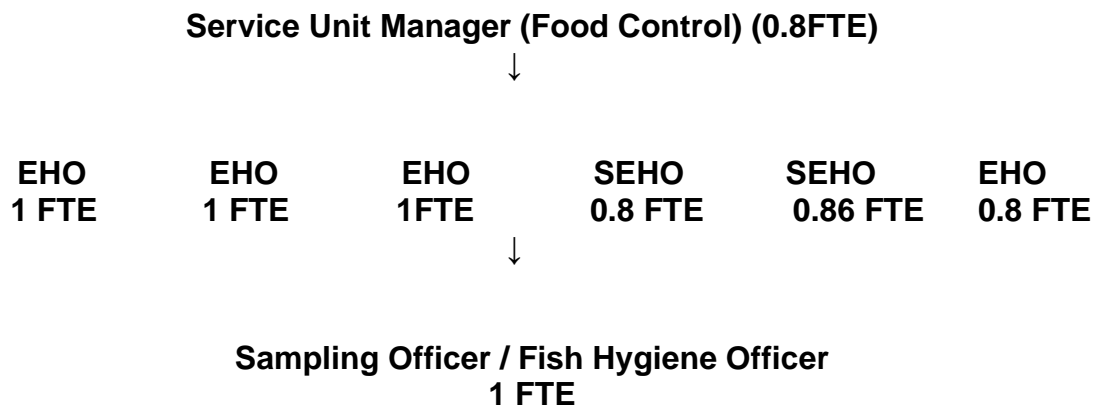 Service Unit Manager (Food Control) (0.8FTE)
↓
EHO EHO EHO SEHO SEHO EHO
1 FTE 1 FTE 1FTE 0.8 FTE 0.86 FTE 0.8 FTE
↓
Sampling Officer / Fish Hygiene Officer
1 FTE